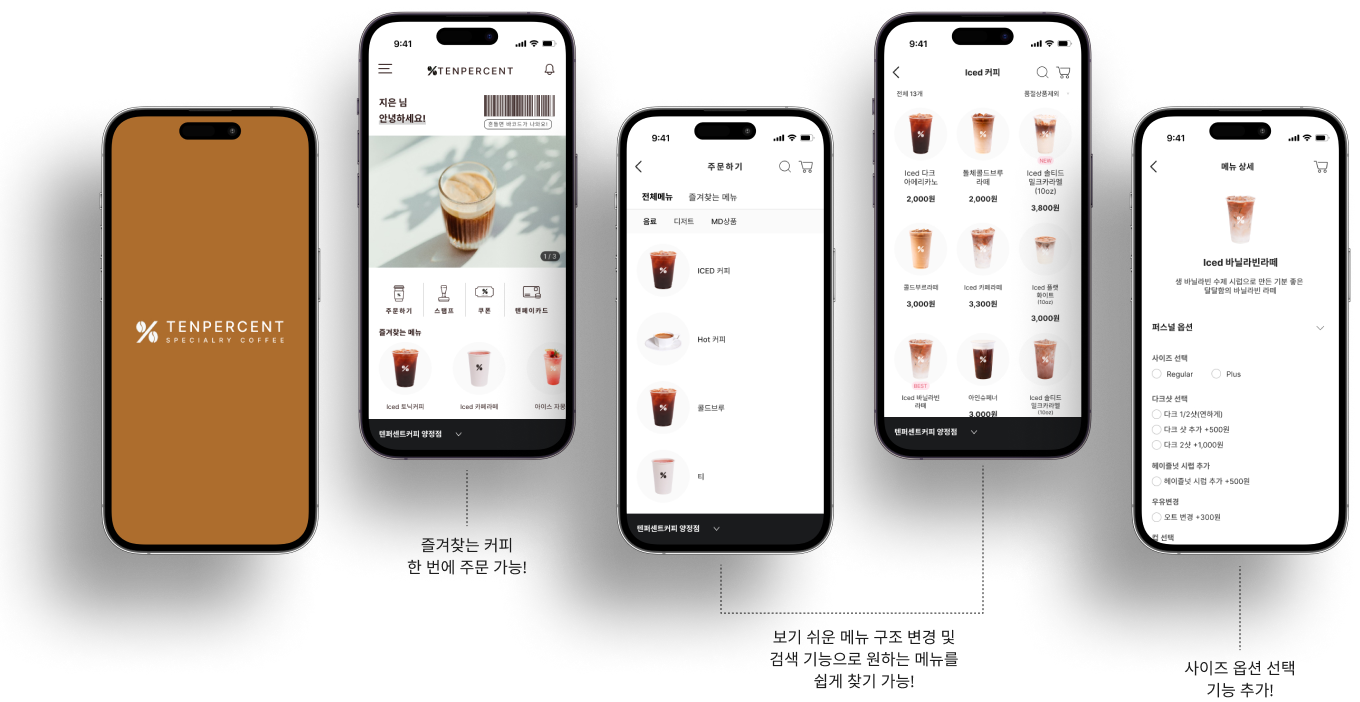 TENPERCENT
SPECIALRY COFFEE
9:41
%TENPERCENT
지은 님
안녕하세요!
흔들면 바코드가 나와요!
1 / 3
주문하기
스탬프
쿠폰
텐페이카드
즐겨찾는 메뉴
Iced 토닉커피
Iced 카페라떼
아이스 자몽
텐퍼센트커피 양정점
즐겨찾는 커피
한 번에 주문 가능!
9:41
주문하기
전체메뉴
즐겨찾는 메뉴
음료
디저트
MD상품
ICED 커피
Hot 커피
콜드브루
티
텐퍼센트커피 양정점
9:41
Iced 커피
전체 13개
품절상품제외
NEW
Iced 다크
아메리카노
2,000원
돌체콜드브루
라떼
2,000원
Iced 솔티드
밀크카라멜
(10oz)
3,800원
콜드부르라떼
3,000원
Iced 카페라떼
3,300원
Iced 플랫
화이트
(10oz)
3,000원
BEST
Iced 바닐라빈
라떼
아인슈페너
3,000원
Iced 솔티드
밀크카라멜
(10oz)
텐퍼센트커피 양정점
보기 쉬운 메뉴 구조 변경 및
검색 기능으로 원하는 메뉴를
쉽게 찾기 가능!
9:41
메뉴 상세
Iced 바닐라빈라떼
생 바닐라빈 수제 시럽으로 만든 기분 좋은
달달함의 바닐라빈 라떼
퍼스널 옵션
사이즈 선택
Regular
Plus
다크샷 선택
다크 1/2샷(연하게)
다크 샷 추가 +500원
다크 2샷 +1,000원
헤이즐넛 시럽 추가
헤이즐넛 시럽 추가 +500원
우유변경
오트 변경 +300원
컵 선택
사이즈 옵션 선택
기능 추가!